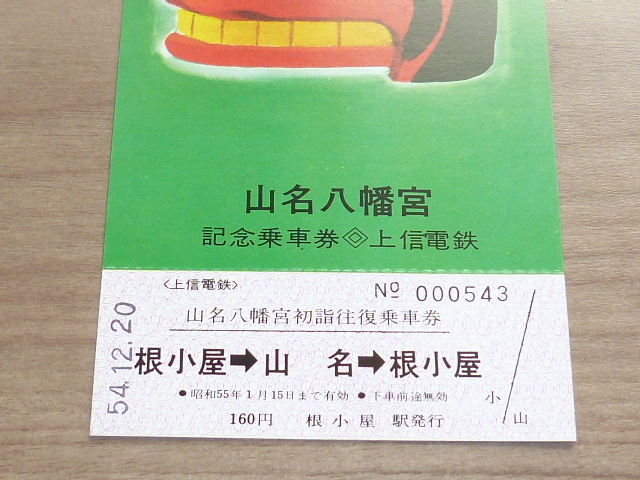 山名八幡宮
記念乗車券 上信電鉄
〈上信電鉄〉 № 000543
山名八幡宮初詣往復乗車券
54.12.20
根小屋➡山 名➡根小屋
●昭和55年1月15日まで有効 ●下車前途無効 小
160円 根小屋 駅発行 山